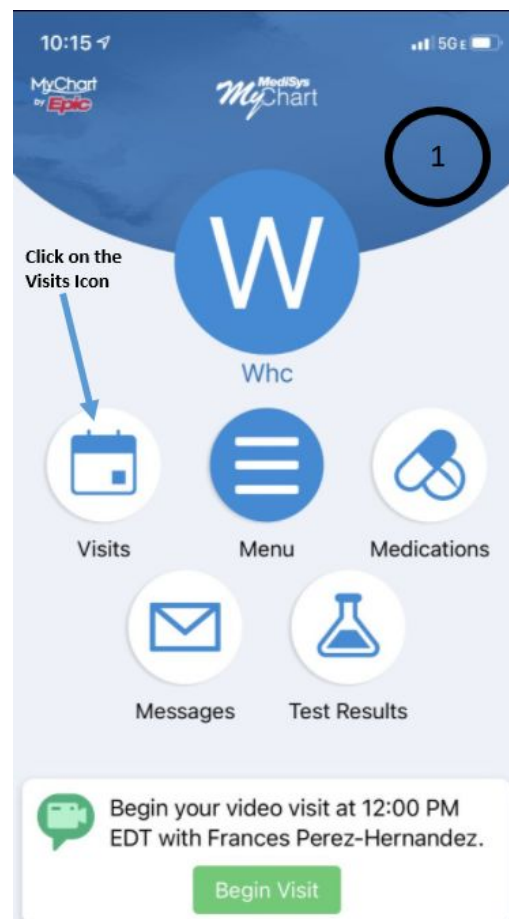 10:15
5GE
MyChart
by Epic
MediSys
MyChart
1
W
Click on the
Visits Icon
Whc
Visits
Menu
Medications
Messages
Test Results
Begin your video visit at 12:00 PM
EDT with Frances Perez-Hernandez.
Begin Visit